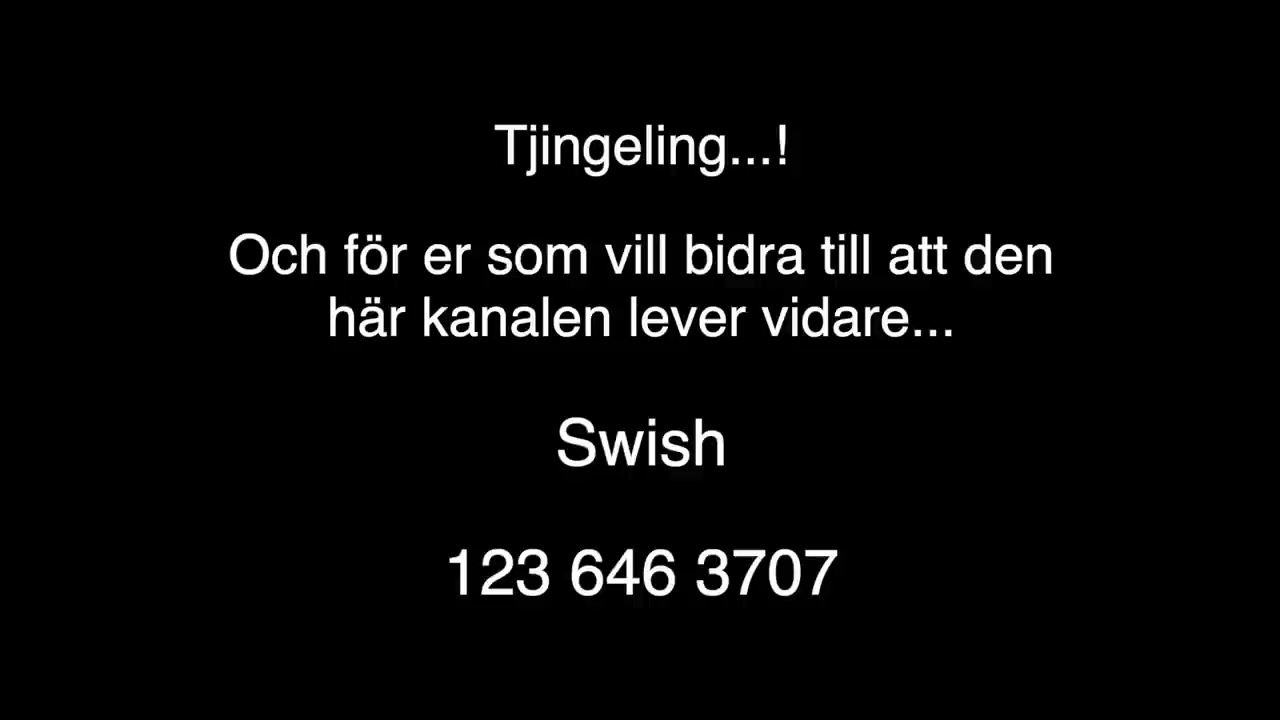 Tjingeling...!
Och för er som vill bidra till att den
här kanalen lever vidare...
Swish
123 646 3707